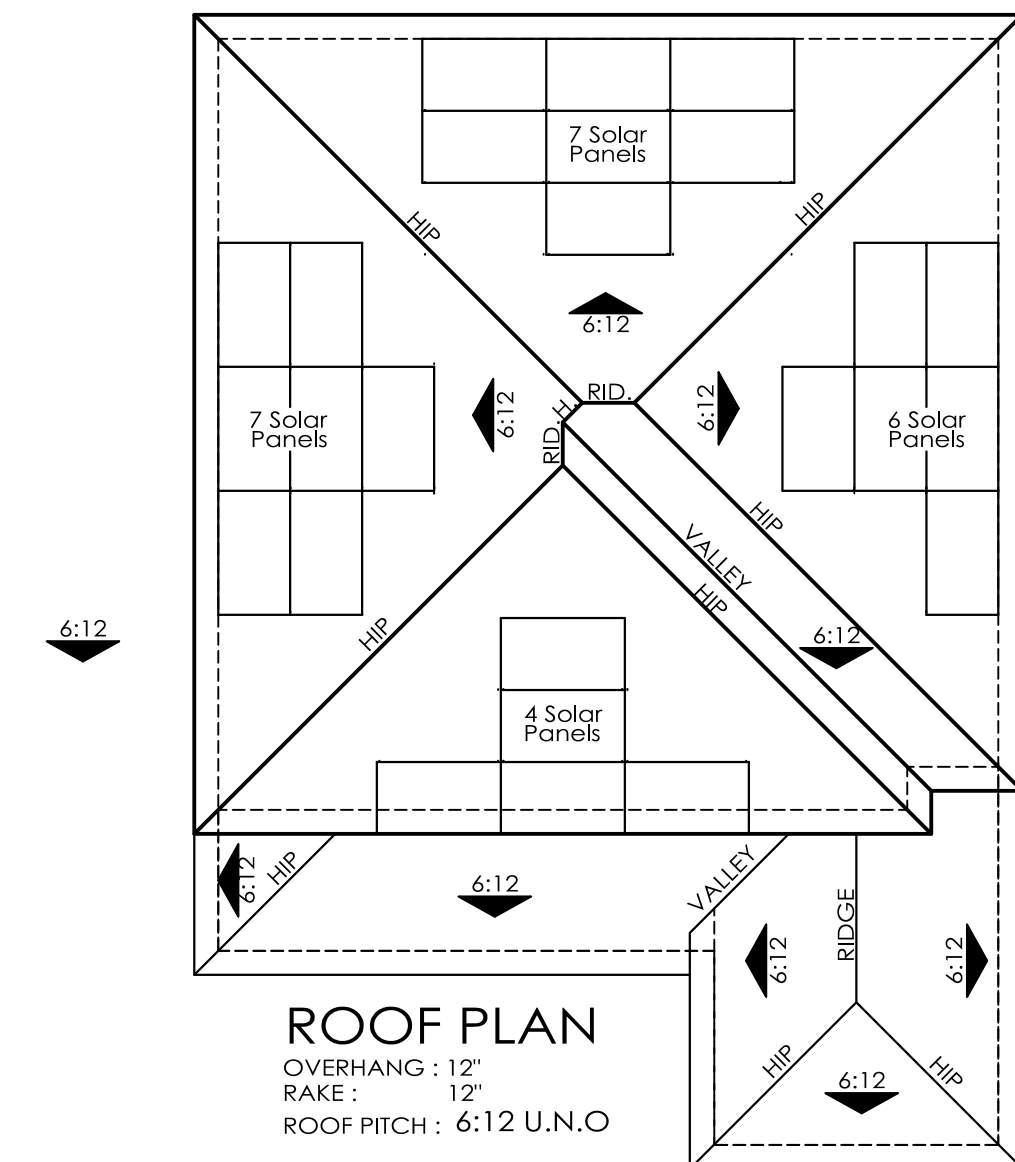 7 Solar
Panels
HIP
HIP
6:12
RID.
H.
RID.
6:12
6:12
7 Solar
Panels
6 Solar
Panels
HIP
VALLEY
HIP
HIP
6:12
6:12
4 Solar
Panels
6:12
HIP
6:12
VALLEY
RIDGE
6:12
6:12
HIP
HIP
6:12
ROOF PLAN
OVERHANG : 12"
RAKE : 12"
ROOF PITCH : 6:12 U.N.O